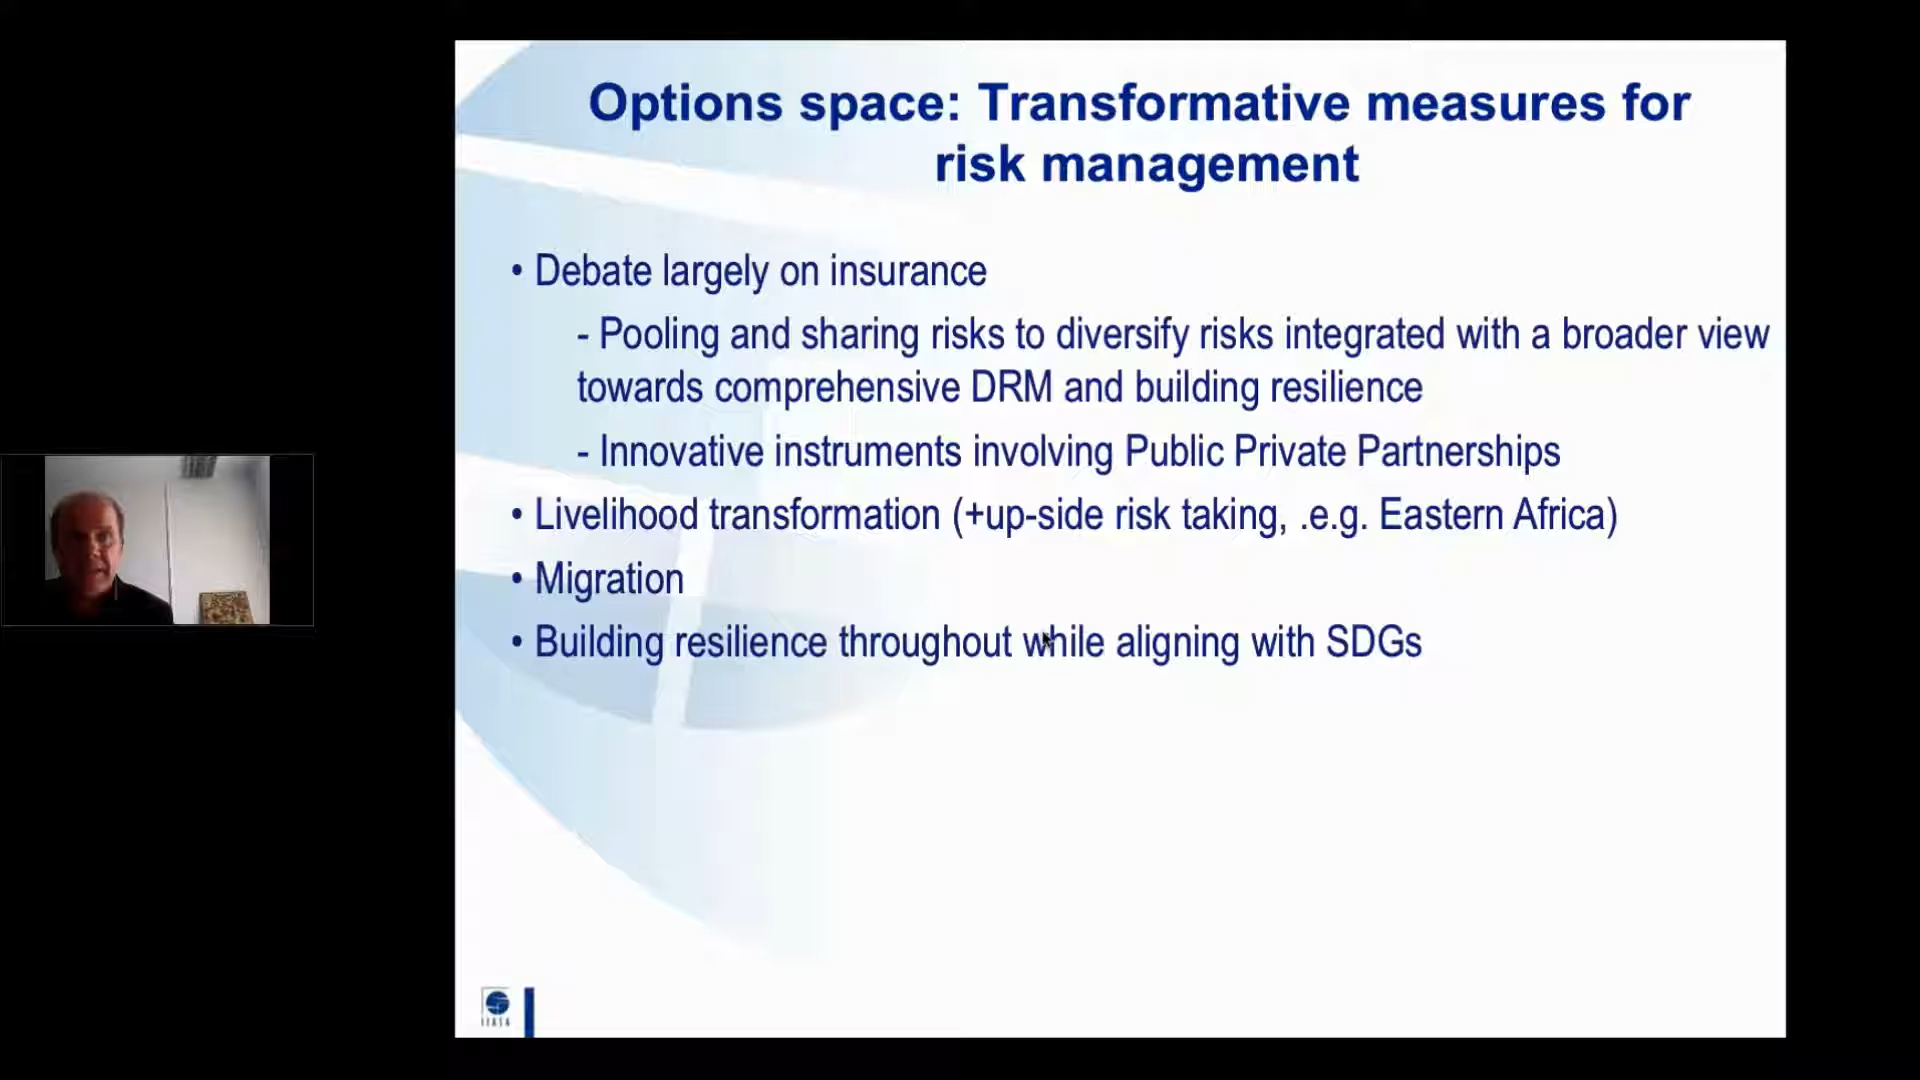 Options space: Transformative measures for
risk management
• Debate largely on insurance
- Pooling and sharing risks to diversify risks integrated with a broader view
towards comprehensive DRM and building resilience
- Innovative instruments involving Public Private Partnerships
• Livelihood transformation (+up-side risk taking, .e.g. Eastern Africa)
• Migration
• Building resilience throughout while aligning with SDGs
IIASA